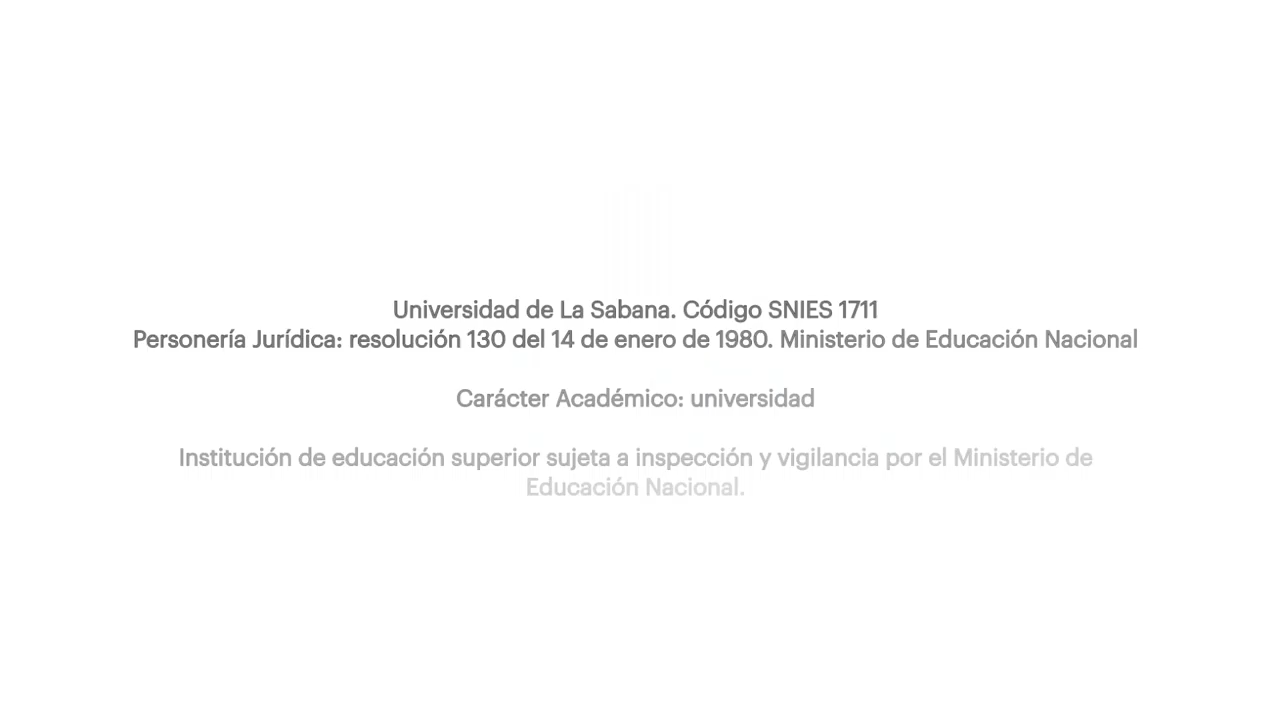 Universidad de La Sabana. Código SNIES 1711
Personería Jurídica: resolución 130 del 14 de enero de 1980. Ministerio de Educación Nacional
Carácter Académico: universidad
Institución de educación superior sujeta a inspección y vigilancia por el Ministerio de
Educación Nacional.